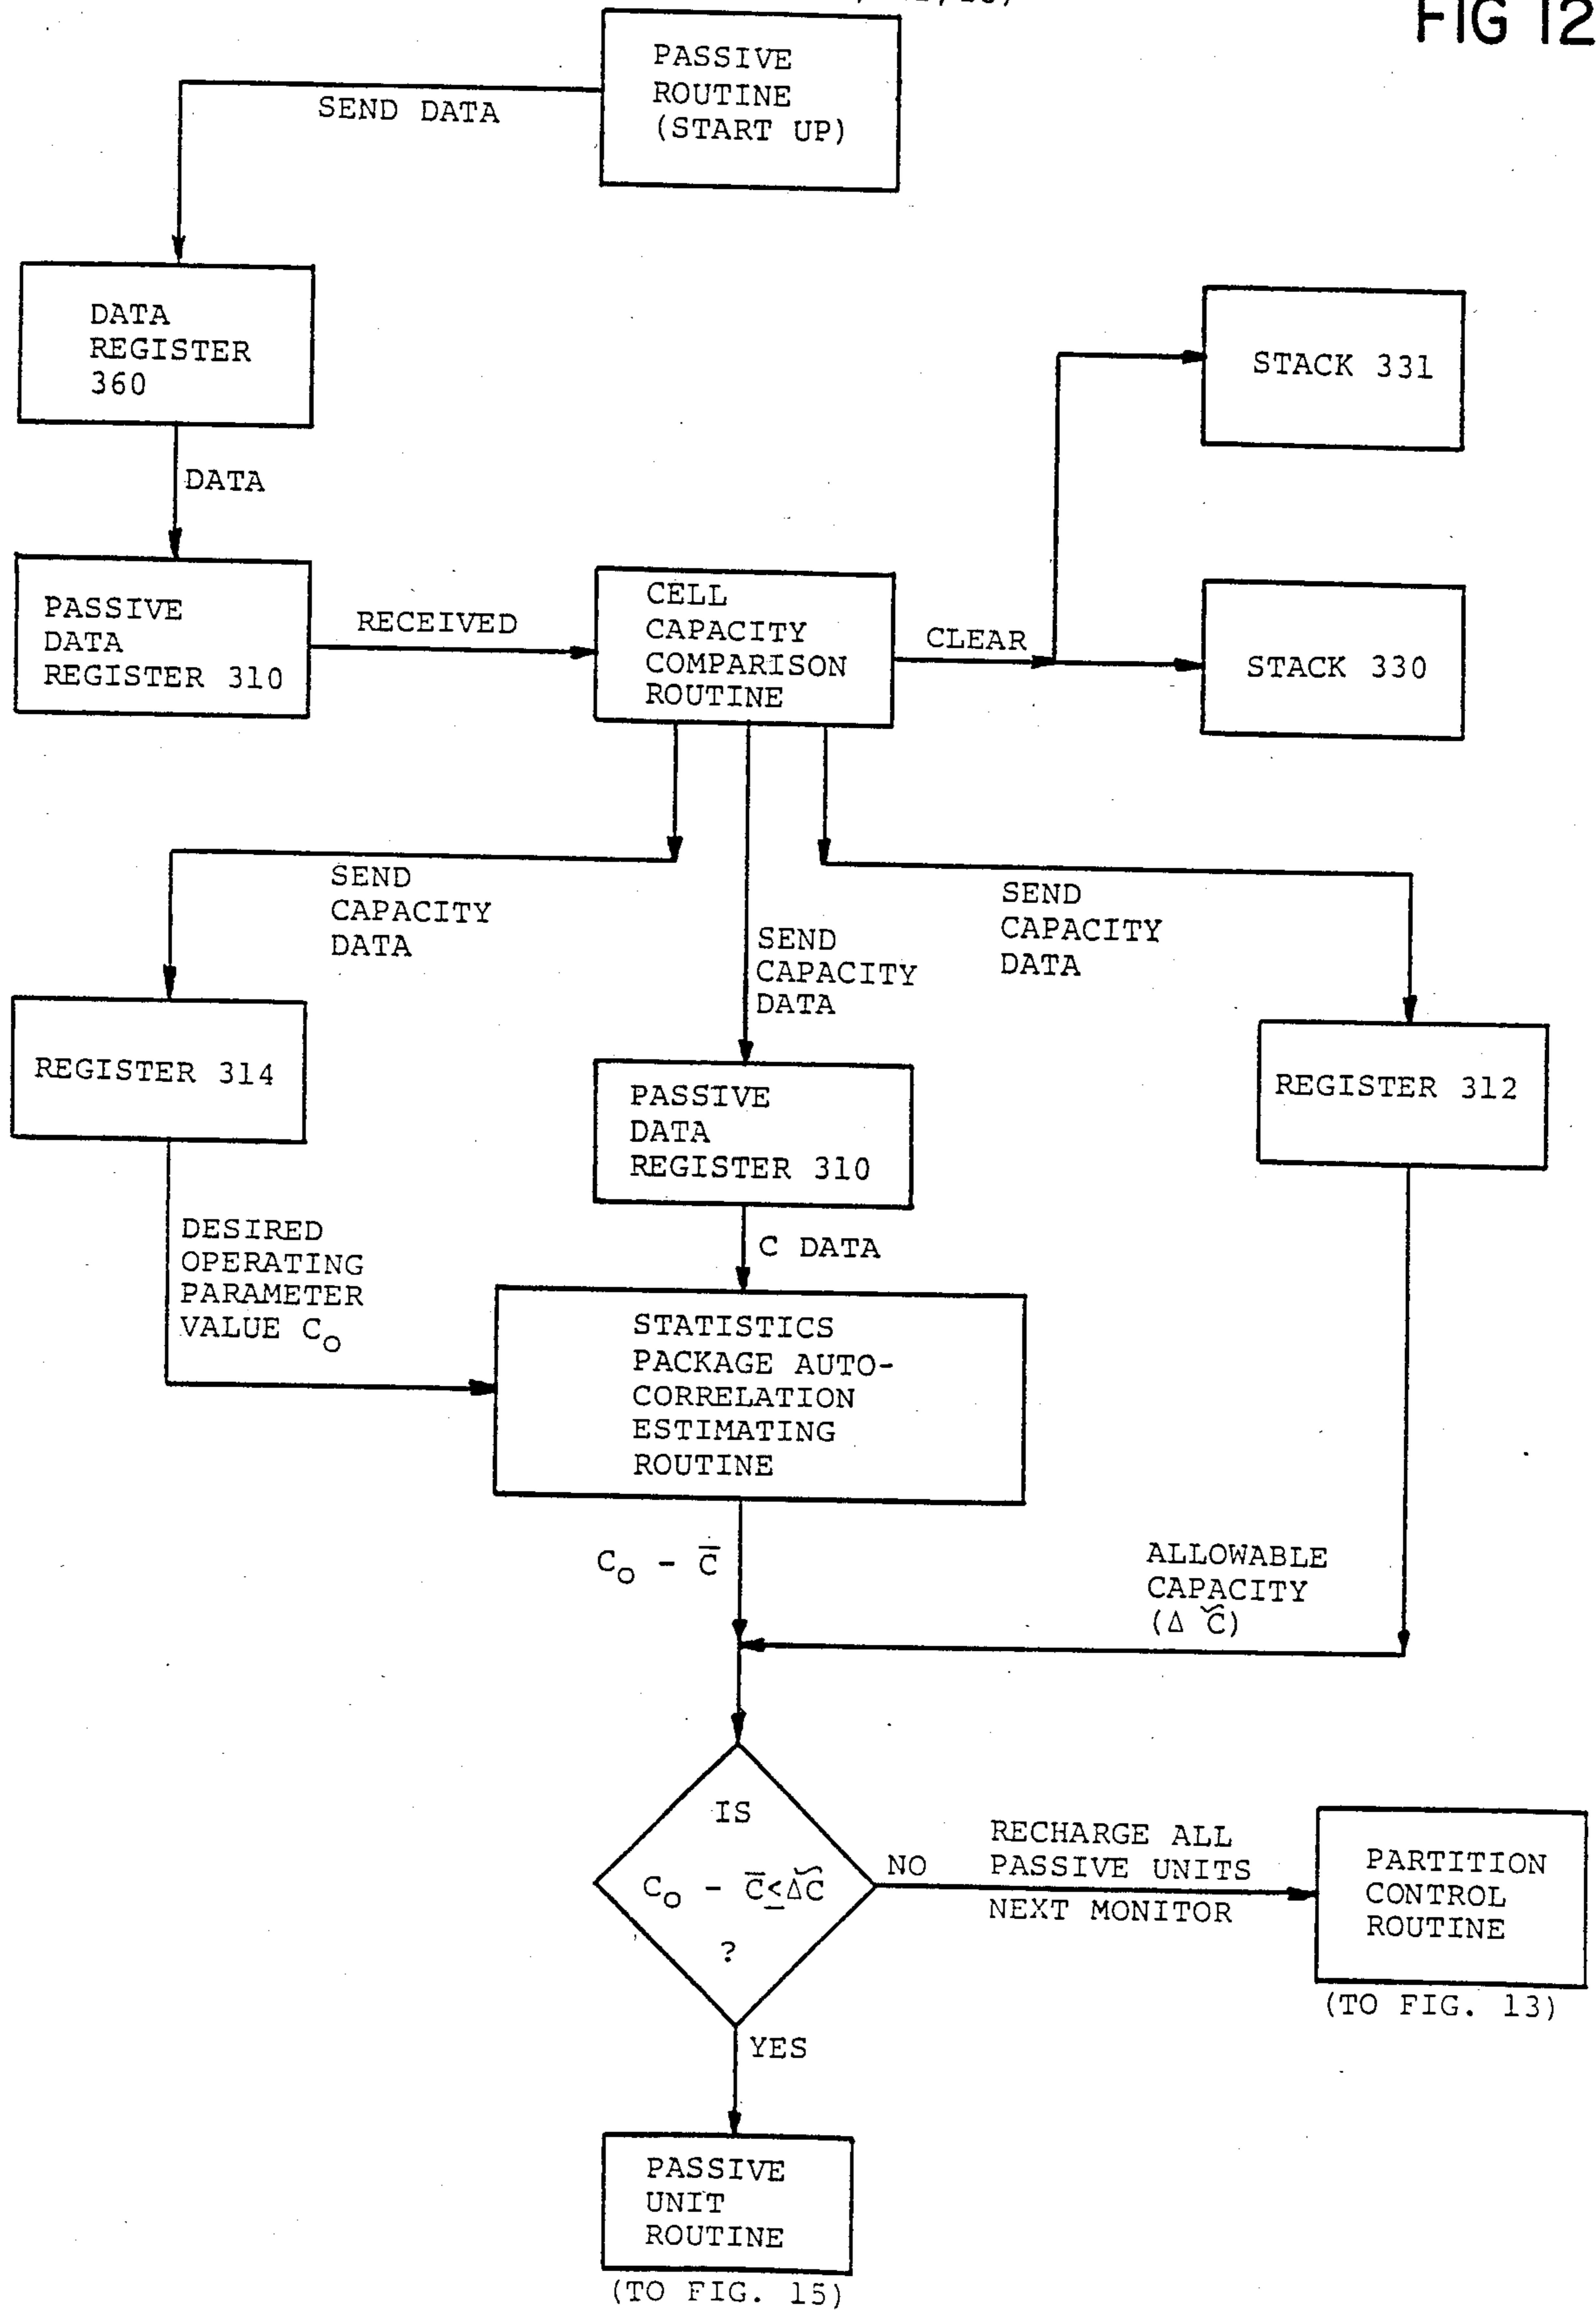 FIG 12
PASSIVE
ROUTINE
(START UP)
SEND DATA
DATA
REGISTER
360
STACK 331
DATA
PASSIVE
DATA
REGISTER 310
RECEIVED
CELL
CAPACITY
COMPARISON
ROUTINE
CLEAR
STACK 330
SEND
CAPACITY
DATA
SEND
CAPACITY
DATA
SEND
CAPACITY
DATA
REGISTER 314
PASSIVE
DATA
REGISTER 310
REGISTER 312
DESIRED
OPERATING
PARAMETER
VALUE C₀
C DATA
STATISTICS
PACKAGE AUTO-
CORRELATION
ESTIMATING
ROUTINE
C₀ - C̅
ALLOWABLE
CAPACITY
(Δ C̃)
IS
C₀ - C̅≤ΔC̃
?
NO
RECHARGE ALL
PASSIVE UNITS
NEXT MONITOR
PARTITION
CONTROL
ROUTINE
(TO FIG. 13)
YES
PASSIVE
UNIT
ROUTINE
(TO FIG. 15)